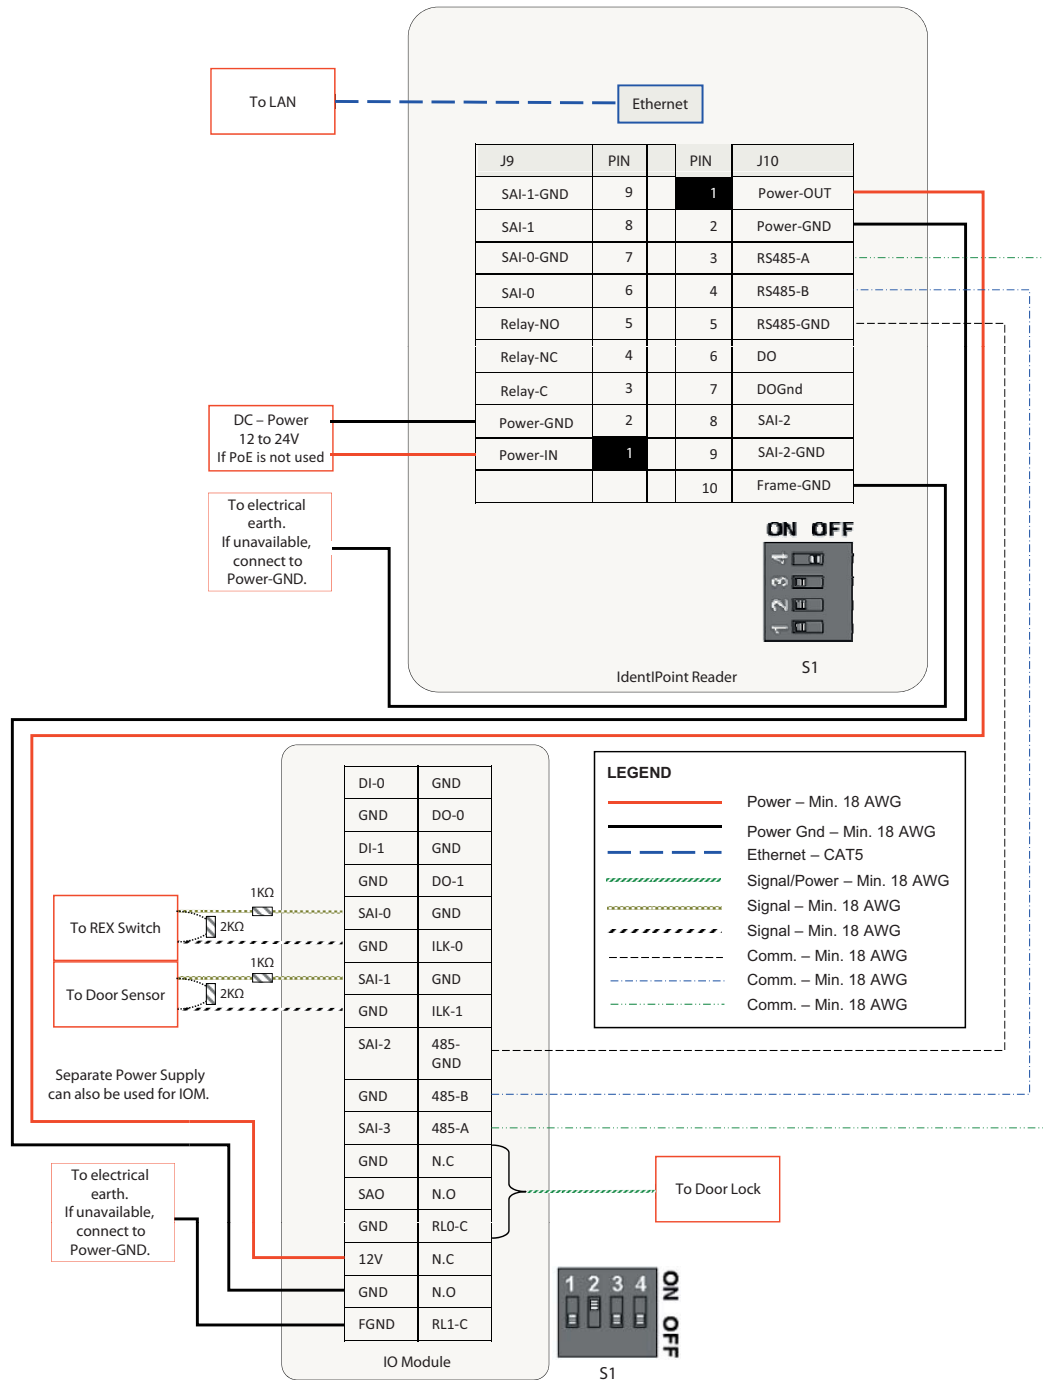 To LAN
Ethernet
J9 PIN PIN J10
SAI-1-GND 9 1 Power-OUT
SAI-1 8 2 Power-GND
SAI-0-GND 7 3 RS485-A
SAI-0 6 4 RS485-B
Relay-NO 5 5 RS485-GND
Relay-NC 4 6 DO
Relay-C 3 7 DOGnd
Power-GND 2 8 SAI-2
Power-IN 1 9 SAI-2-GND
10 Frame-GND
DC – Power
12 to 24V
If PoE is not used
To electrical
earth.
If unavailable,
connect to
Power-GND.
ON OFF
4
3
2
1
S1
IdentIPoint Reader
LEGEND
Power – Min. 18 AWG
Power Gnd – Min. 18 AWG
Ethernet – CAT5
Signal/Power – Min. 18 AWG
Signal – Min. 18 AWG
Signal – Min. 18 AWG
Comm. – Min. 18 AWG
Comm. – Min. 18 AWG
Comm. – Min. 18 AWG
DI-0 GND
GND DO-0
DI-1 GND
GND DO-1
SAI-0 GND
GND ILK-0
SAI-1 GND
GND ILK-1
SAI-2 485-
GND
GND 485-B
SAI-3 485-A
GND N.C
SAO N.O
GND RL0-C
12V N.C
GND N.O
FGND RL1-C
IO Module
To REX Switch
1KΩ
2KΩ
To Door Sensor
1KΩ
2KΩ
Separate Power Supply
can also be used for IOM.
To electrical
earth.
If unavailable,
connect to
Power-GND.
To Door Lock
1 2 3 4
ON OFF
S1